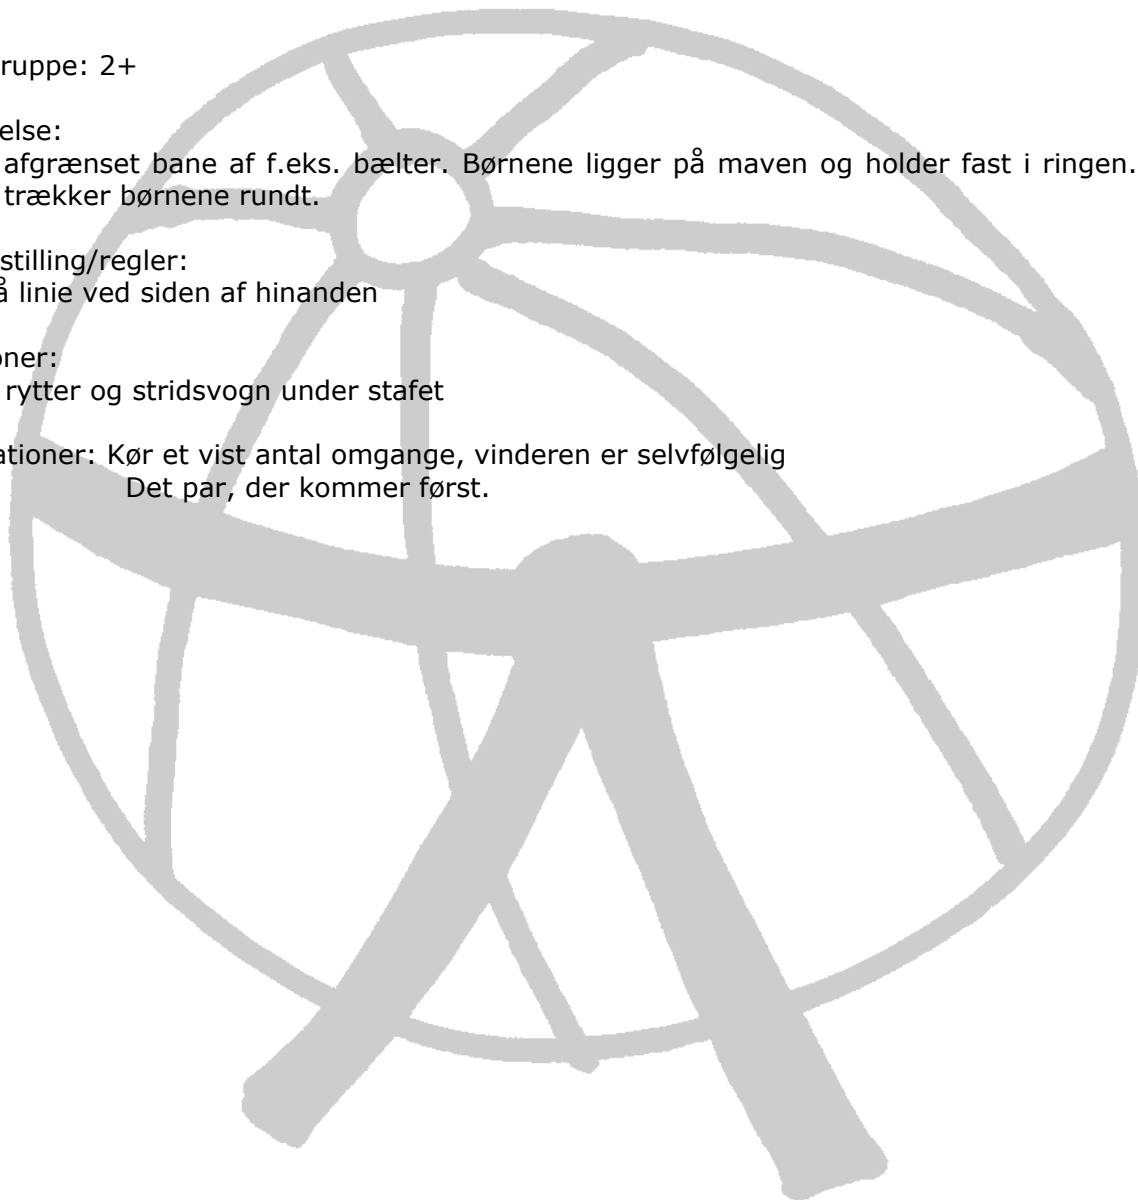 ruppe: 2+
else:
afgrænset bane af f.eks. bælter. Børnene ligger på maven og holder fast i ringen.
trækker børnene rundt.
stilling/regler:
å linie ved siden af hinanden
oner:
rytter og stridsvogn under stafet
ationer: Kør et vist antal omgange, vinderen er selvfølgelig
Det par, der kommer først.